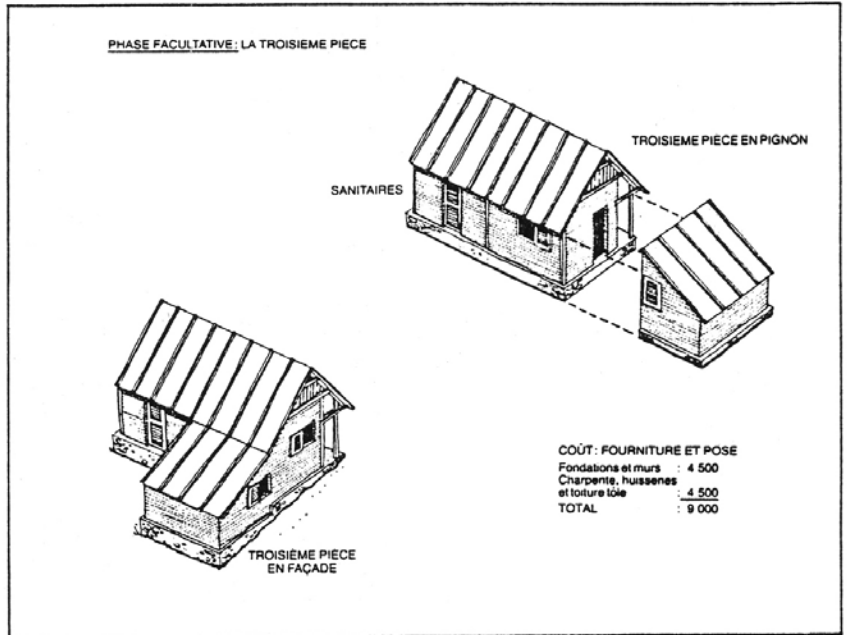 PHASE FACULTATIVE: LA TROISIEME PIECE
TROISIEME PIECE EN PIGNON
SANITAIRES
COÛT: FOURNITURE ET POSE
Fondations et murs : 4 500
Charpente, huisseries
et toiture tôle : 4 500
TOTAL : 9 000
TROISIÈME PIÈCE
EN FAÇADE